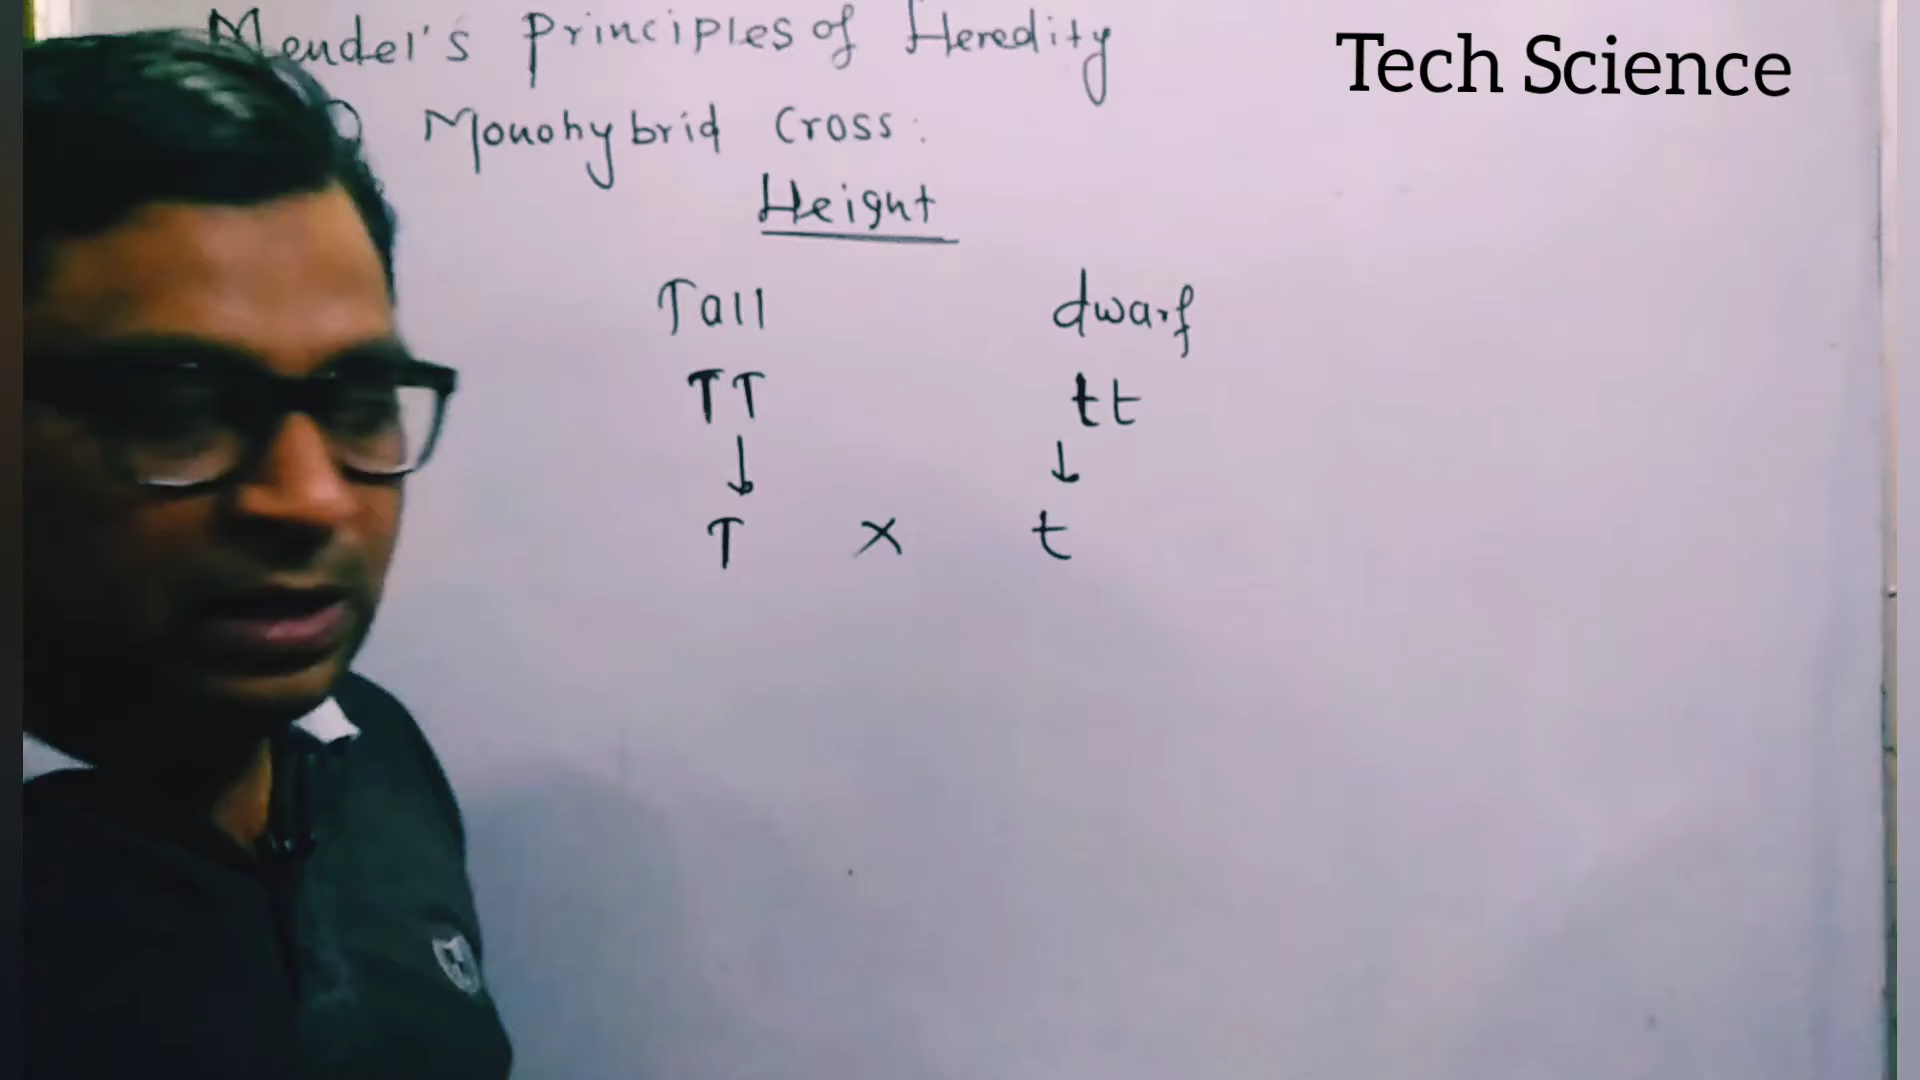 Mendel's Principles of Heredity
Tech Science
Monohybrid Cross:
Height
Tall dwarf
TT tt
↓ ↓
T × t